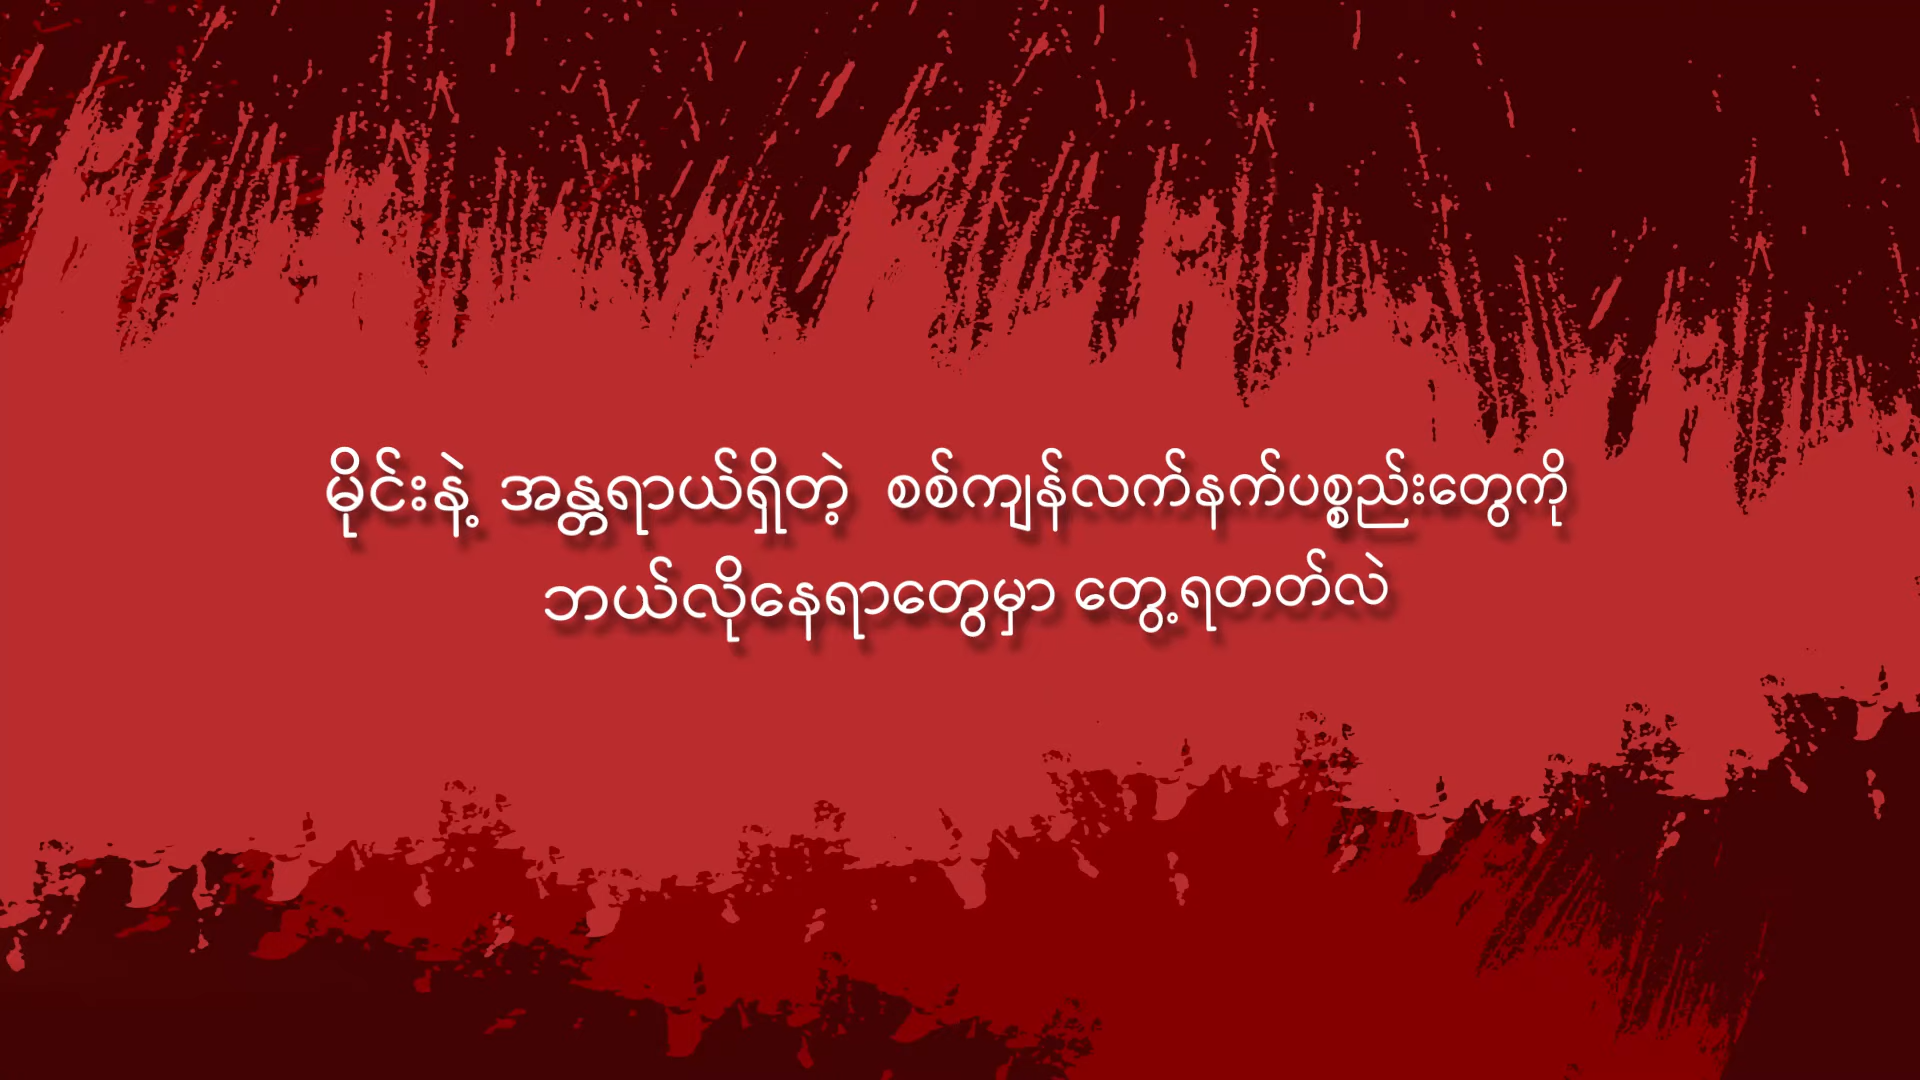 မိုင်းနဲ့ အန္တရာယ်ရှိတဲ့ စစ်ကျန်လက်နက်ပစ္စည်းတွေကို
ဘယ်လိုနေရာတွေမှာ တွေ့ရတတ်လဲ